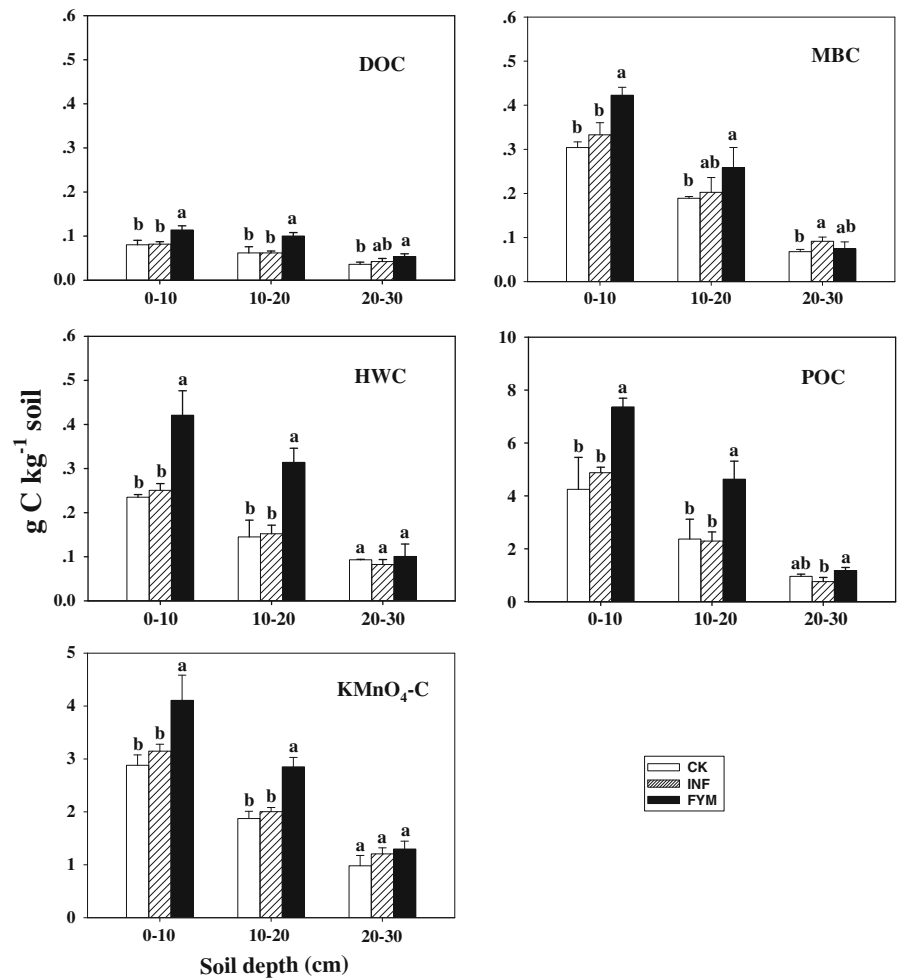 .6
DOC
.5
.4
.3
.2
b b a
b b a
.1
b ab a
0.0
0-10 10-20 20-30
.6
MBC
.5
a
.4
b b
a
.3
b ab
.2
b a ab
.1
0.0
0-10 10-20 20-30
.6
HWC
a
.5
.4
a
.3
b b
b b
.2
a a a
.1
0.0
0-10 10-20 20-30
10
POC
8
a
6
b b
a
4
b b
2
ab b a
0
0-10 10-20 20-30
g C kg-1 soil
5
KMnO4-C
a
4
b b
a
3
b b
2
a a a
1
0
0-10 10-20 20-30
Soil depth (cm)
CK
INF
FYM